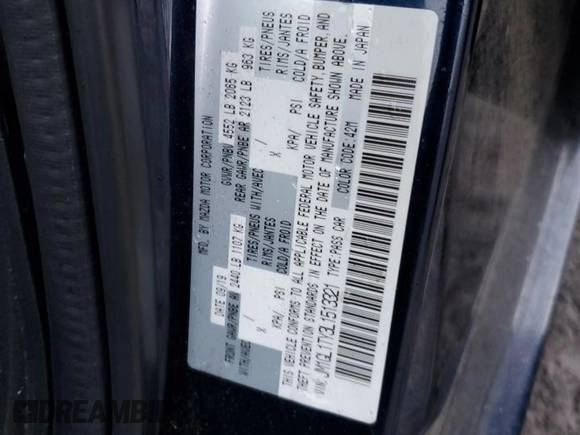 MFD. BY MAZDA MOTOR CORPORATION
DATE 09/19 GVWR/PNBV 4552 LB 2065 KG
FRONT GAWR/PNBE AV 2440 LB 1107 KG REAR GAWR/PNBE AR 2123 LB 963 KG
WITH/AVEC TIRES/PNEUS WITH/AVEC TIRES/PNEUS
X RIMS/JANTES X RIMS/JANTES
KPA/ PSI COLD/A FROID KPA/ PSI COLD/A FROID
THIS VEHICLE CONFORMS TO ALL APPLICABLE FEDERAL MOTOR VEHICLE SAFETY, BUMPER, AND
THEFT PREVENTION STANDARDS IN EFFECT ON THE DATE OF MANUFACTURE SHOWN ABOVE.
VIN: JM1GL1TY3L1513321 TYPE:PASS CAR COLOR CODE:42M MADE IN JAPAN
DREAMBID